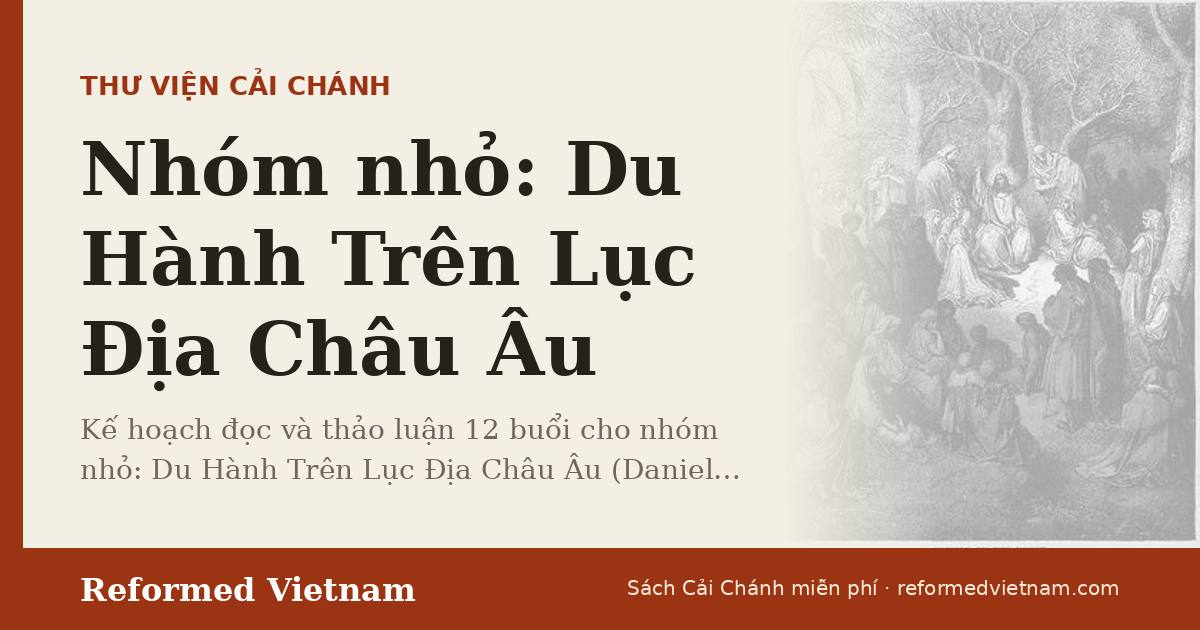 THƯ VIỆN CẢI CHÁNH
Nhóm nhỏ: Du
Hành Trên Lục
Địa Châu Âu
Kế hoạch đọc và thảo luận 12 buổi cho nhóm
nhỏ: Du Hành Trên Lục Địa Châu Âu (Daniel...
Reformed Vietnam
Sách Cải Chánh miễn phí · reformedvietnam.com